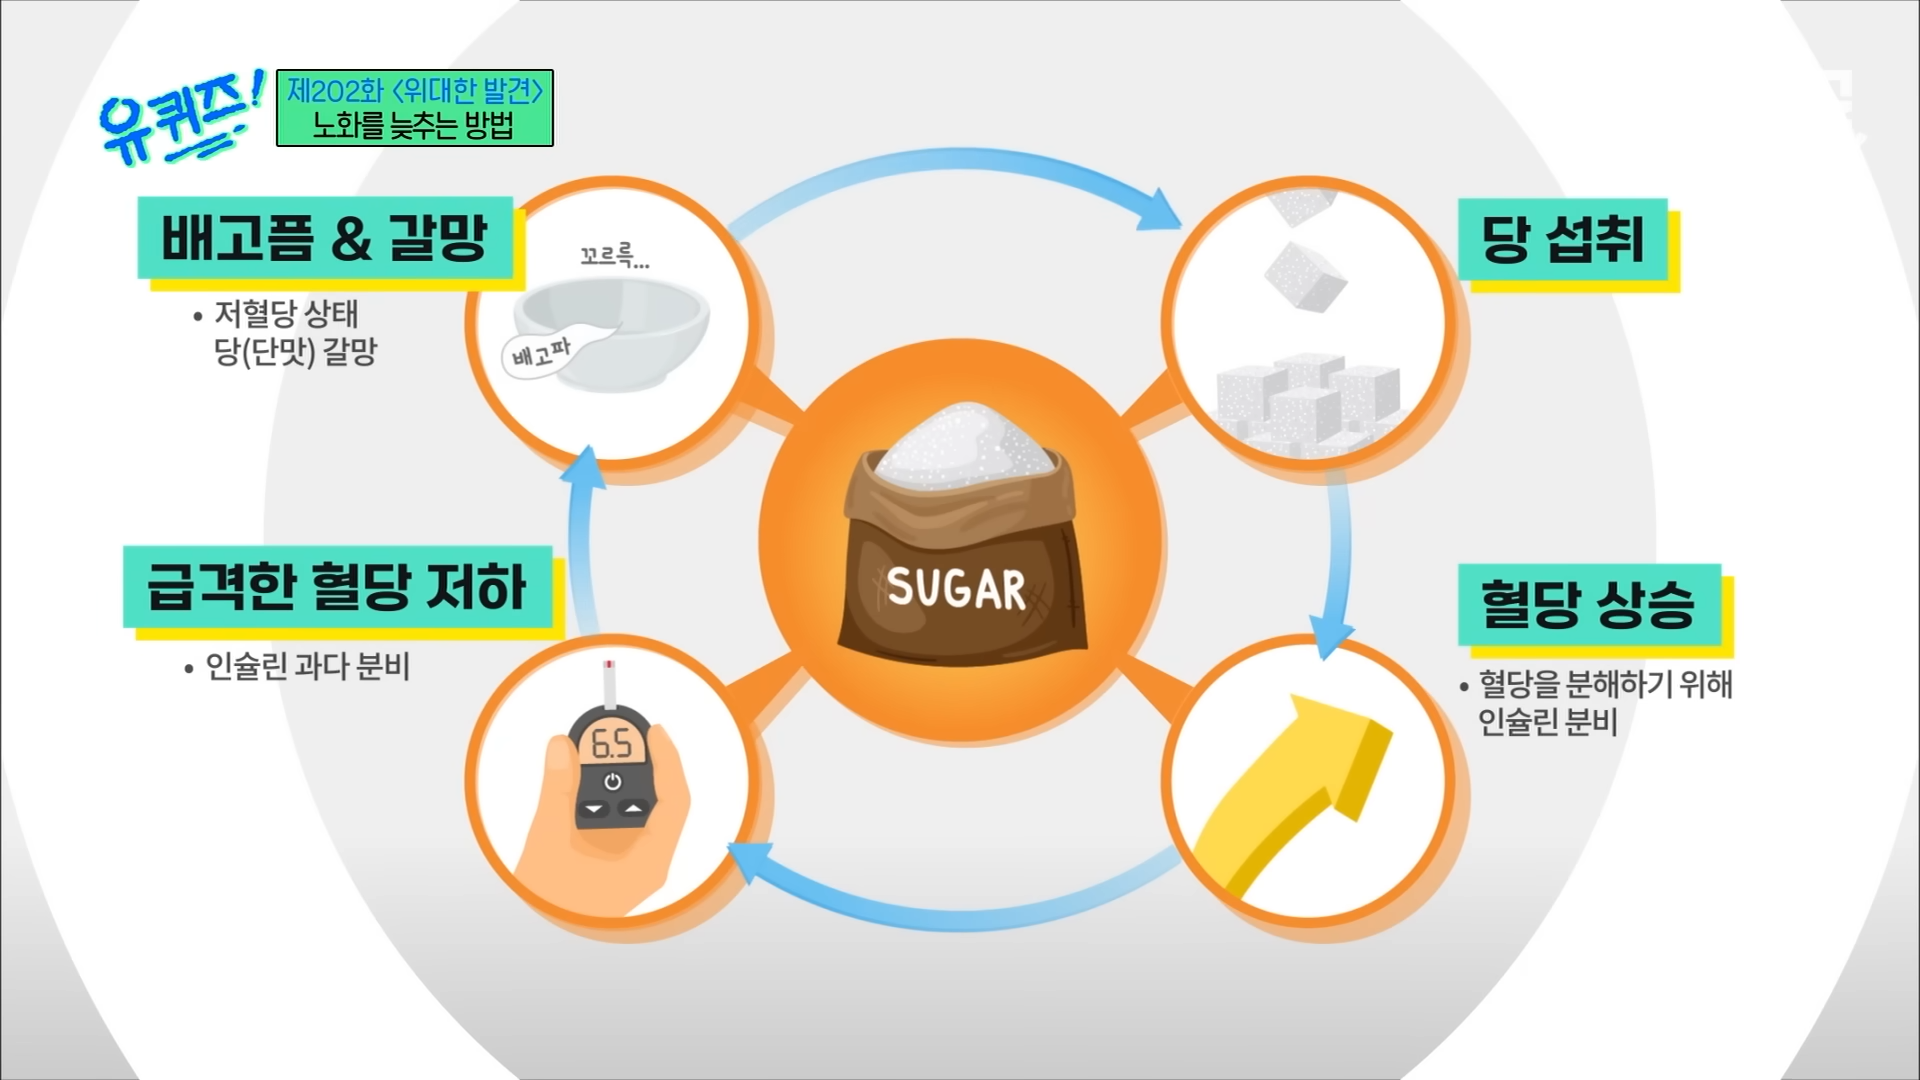 유퀴즈!
제202화 <위대한 발견>
노화를 늦추는 방법
배고픔 & 갈망
• 저혈당 상태
당(단맛) 갈망
꼬르륵...
배고파
당 섭취
SUGAR
급격한 혈당 저하
• 인슐린 과다 분비
6.5
혈당 상승
• 혈당을 분해하기 위해
인슐린 분비